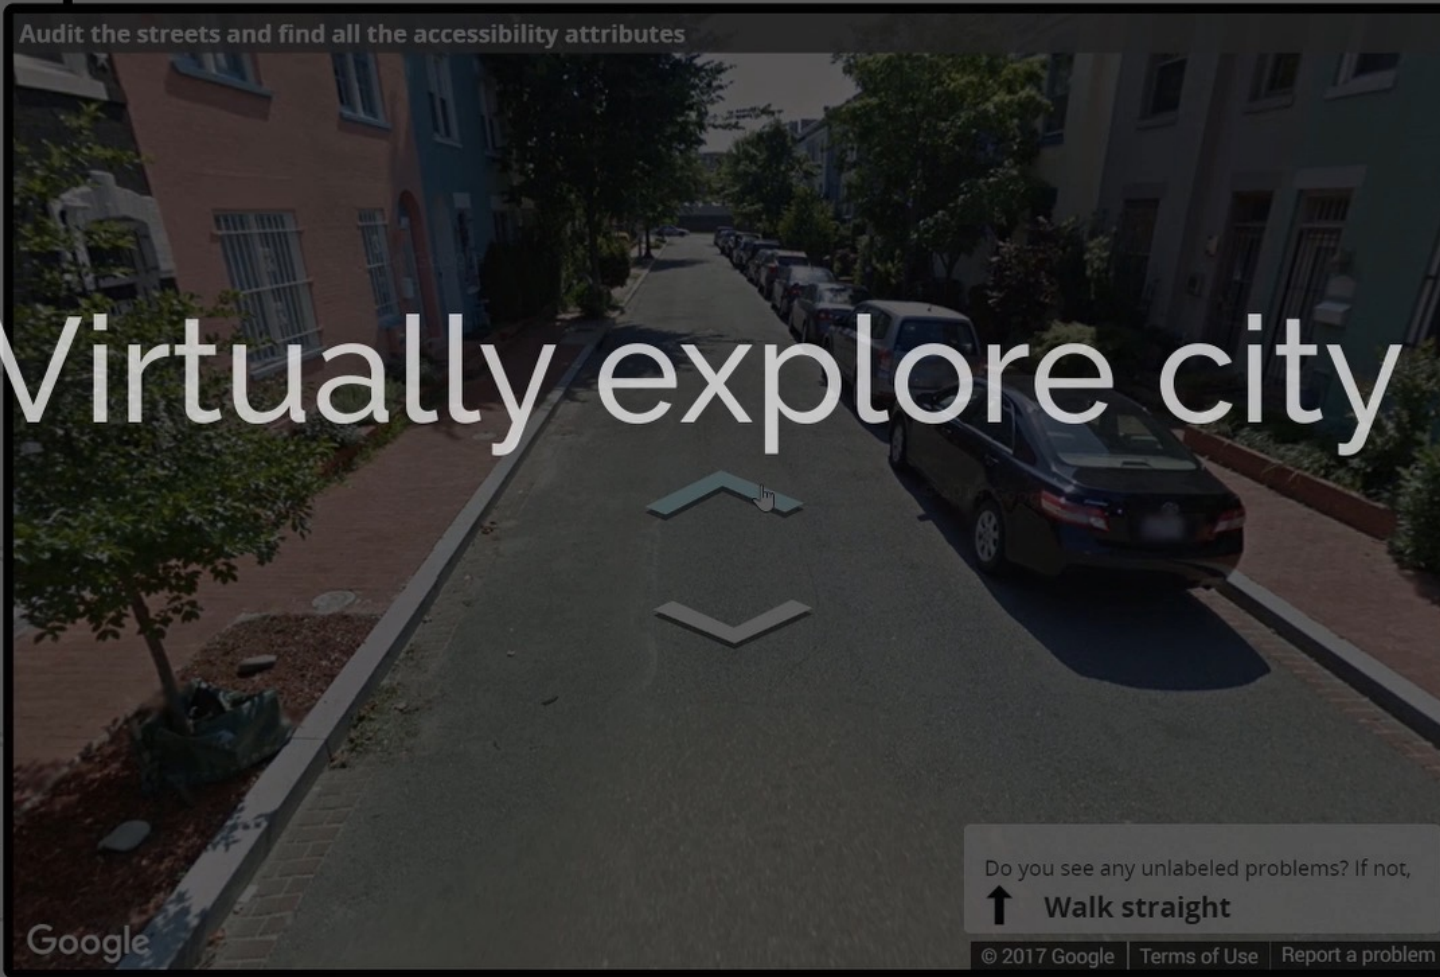 Audit the streets and find all the accessibility attributes
Virtually explore city
Do you see any unlabeled problems? If not,
Walk straight
Google
© 2017 Google
Terms of Use
Report a problem